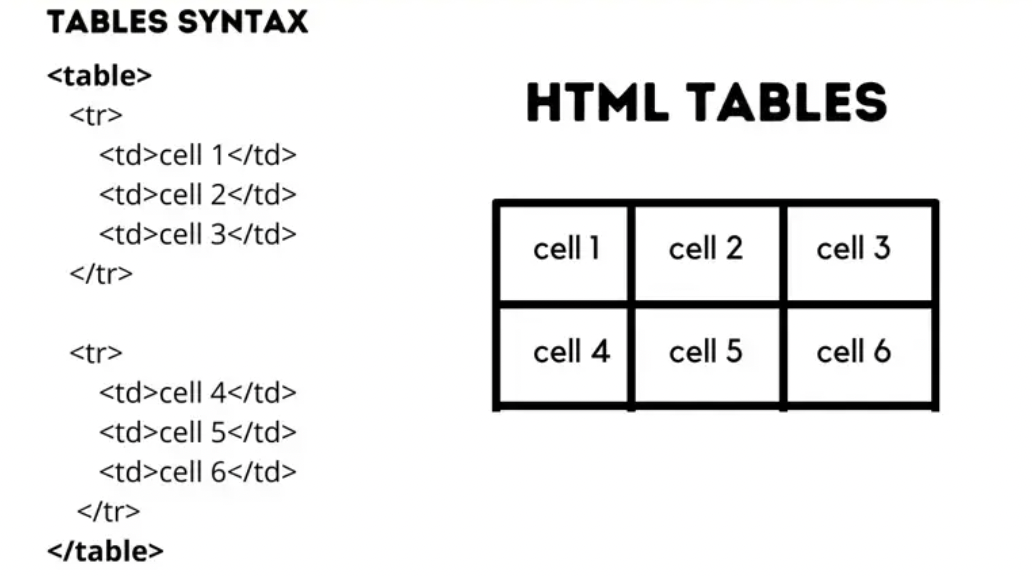 TABLES SYNTAX
<table>
<tr>
<td>cell 1</td>
<td>cell 2</td>
<td>cell 3</td>
</tr>
<tr>
<td>cell 4</td>
<td>cell 5</td>
<td>cell 6</td>
</tr>
</table>
HTML TABLES
cell 1 cell 2 cell 3
cell 4 cell 5 cell 6